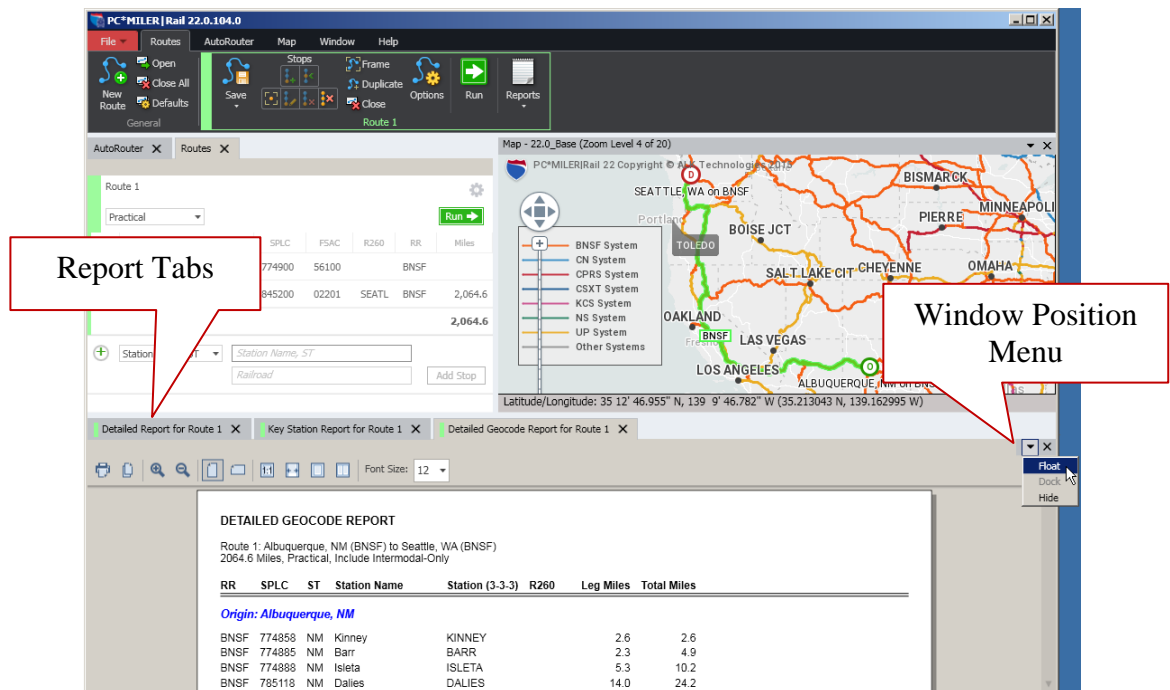 PC*MILER|Rail 22.0.104.0
File Routes AutoRouter Map Window Help
New Route
Open
Close All
Defaults
General
Save
Stops
Frame
Duplicate
Close
Options
Run
Reports
Route 1
AutoRouter X Routes X
Map - 22.0_Base (Zoom Level 4 of 20)
Route 1
Practical
Run
SPLC FSAC R260 RR Miles
774900 56100 BNSF
845200 02201 SEATL BNSF 2,064.6
2,064.6
Station
Station Name, ST
Railroad
Add Stop
PC*MILER|Rail 22 Copyright © ALK Technologies 2015
D
SEATTLE, WA on BNSF
BISMARCK
MINNEAPOLI
PIERRE
Portland
BOISE JCT
TOLEDO
SALT LAKE CIT
CHEYENNE
OMAHA
OAKLAND
BNSF
Fresno
LAS VEGAS
LOS ANGELES
O
ALBUQUERQUE, NM on BNS
BNSF System
CN System
CPRS System
CSXT System
KCS System
NS System
UP System
Other Systems
Latitude/Longitude: 35 12' 46.955" N, 139 9' 46.782" W (35.213043 N, 139.162995 W)
Report Tabs
Window Position
Menu
Detailed Report for Route 1 X Key Station Report for Route 1 X Detailed Geocode Report for Route 1 X
Float
Dock
Hide
1:1
Font Size: 12
DETAILED GEOCODE REPORT
Route 1: Albuquerque, NM (BNSF) to Seattle, WA (BNSF)
2064.6 Miles, Practical, Include Intermodal-Only
RR SPLC ST Station Name Station (3-3-3) R260 Leg Miles Total Miles
Origin: Albuquerque, NM
BNSF 774858 NM Kinney KINNEY 2.6 2.6
BNSF 774885 NM Barr BARR 2.3 4.9
BNSF 774888 NM Isleta ISLETA 5.3 10.2
BNSF 785118 NM Dalies DALIES 14.0 24.2